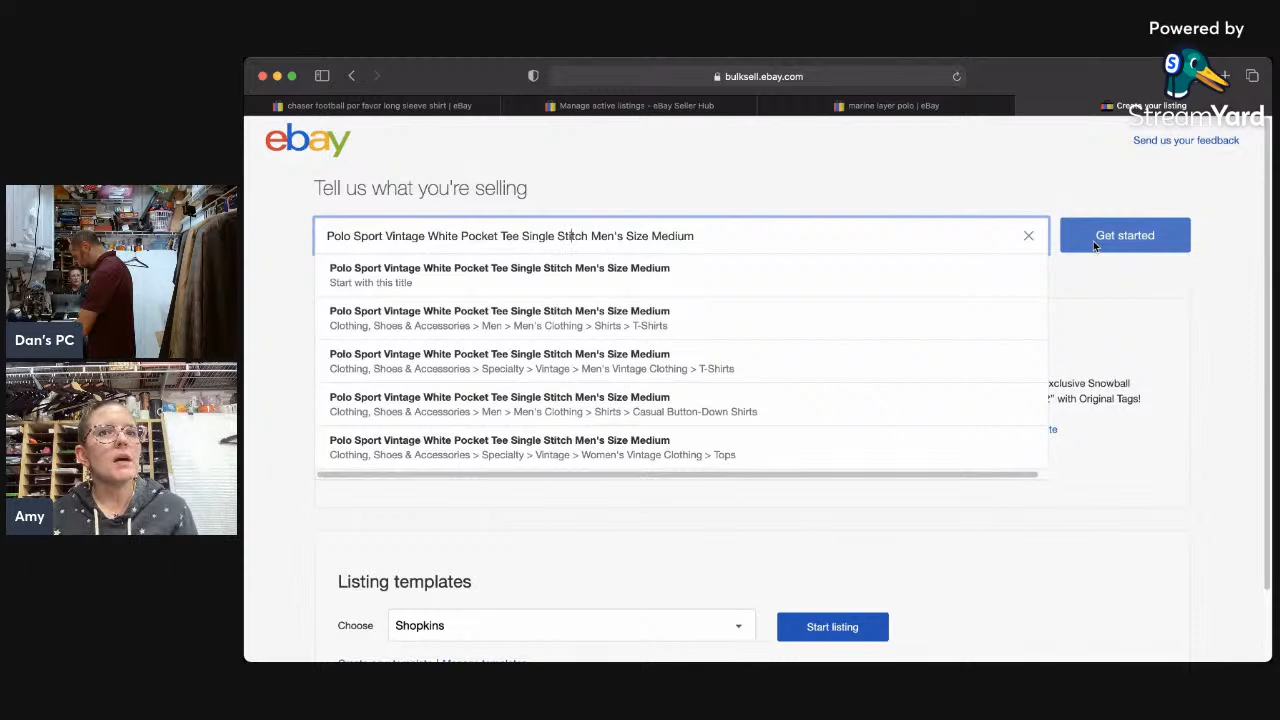 Powered by
S
StreamYard
bulksell.ebay.com
chaser football por favor long sleeve shirt | eBay
Manage active listings - eBay Seller Hub
marine layer polo | eBay
Create your listing
ebay
Send us your feedback
Tell us what you're selling
Polo Sport Vintage White Pocket Tee Single Stitch Men's Size Medium
Get started
Polo Sport Vintage White Pocket Tee Single Stitch Men's Size Medium
Start with this title
Polo Sport Vintage White Pocket Tee Single Stitch Men's Size Medium
Clothing, Shoes & Accessories > Men > Men's Clothing > Shirts > T-Shirts
Polo Sport Vintage White Pocket Tee Single Stitch Men's Size Medium
Clothing, Shoes & Accessories > Specialty > Vintage > Men's Vintage Clothing > T-Shirts
Polo Sport Vintage White Pocket Tee Single Stitch Men's Size Medium
Clothing, Shoes & Accessories > Men > Men's Clothing > Shirts > Casual Button-Down Shirts
Polo Sport Vintage White Pocket Tee Single Stitch Men's Size Medium
Clothing, Shoes & Accessories > Specialty > Vintage > Women's Vintage Clothing > Tops
exclusive Snowball
2" with Original Tags!
Listing templates
Choose
Shopkins
Start listing
Dan's PC
Amy